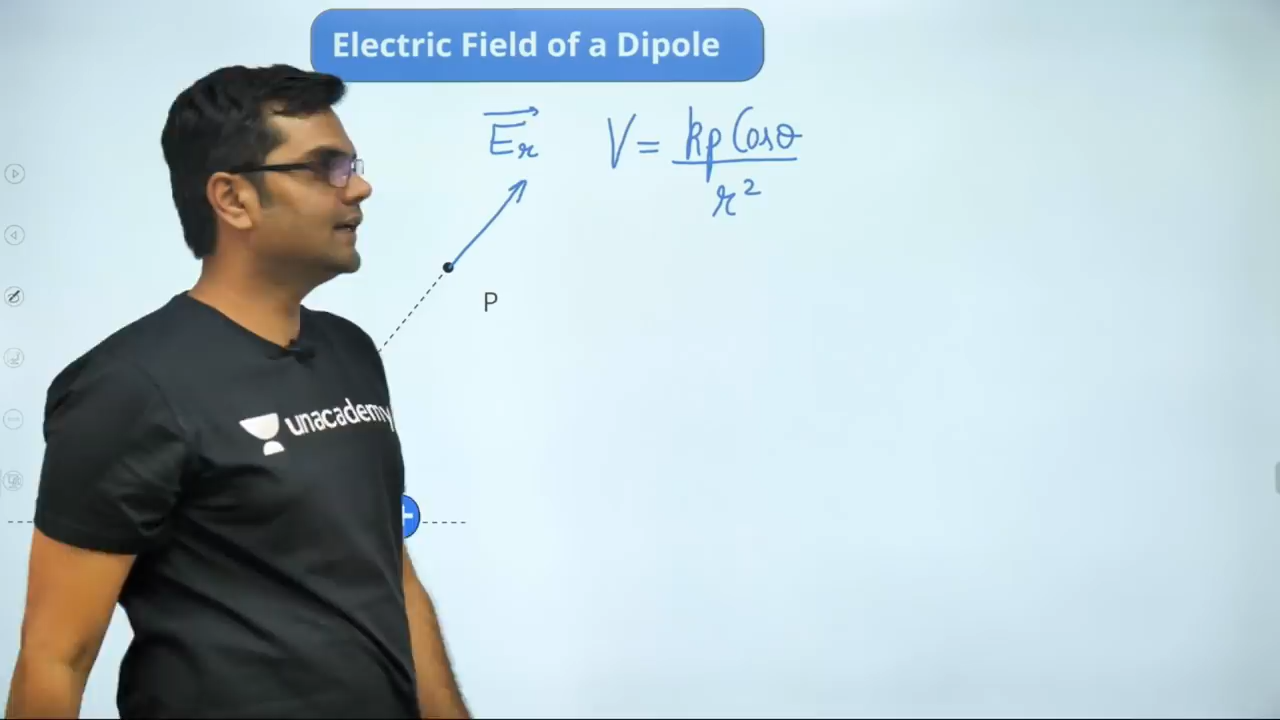 Electric Field of a Dipole
E⃗r V = kp Cosθ / r²
P
unacademy
+